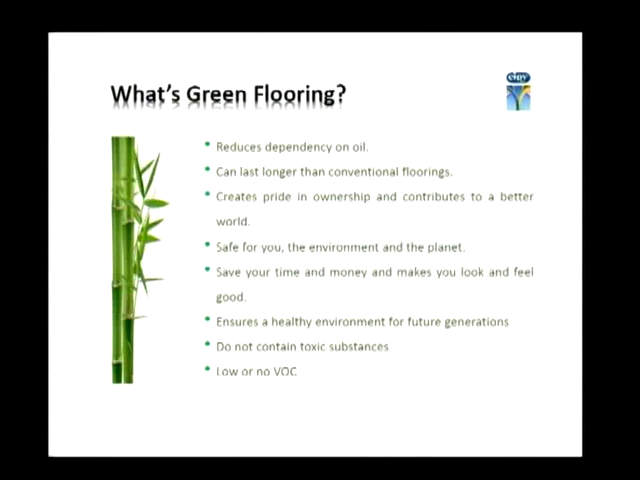 What's Green Flooring?
• Reduces dependency on oil.
• Can last longer than conventional floorings.
• Creates pride in ownership and contributes to a better
world.
• Safe for you, the environment and the planet.
• Save your time and money and makes you look and feel
good.
• Ensures a healthy environment for future generations
• Do not contain toxic substances
• Low or no VOC